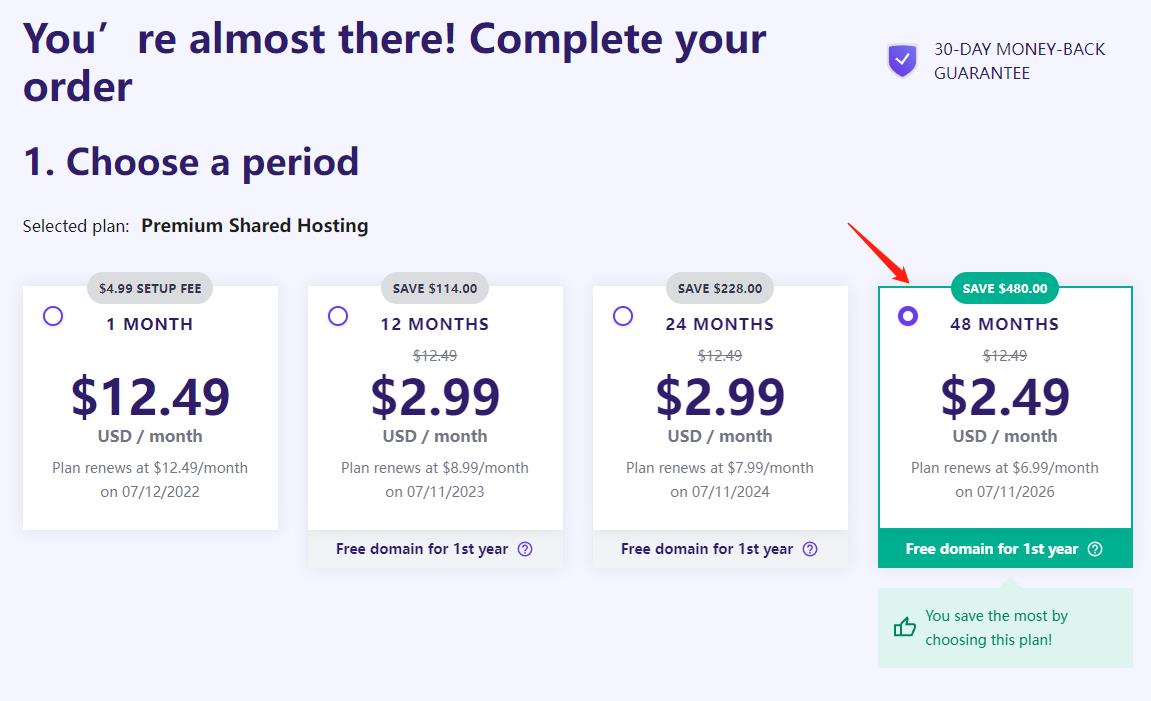 You’ re almost there! Complete your
order
30-DAY MONEY-BACK
GUARANTEE
1. Choose a period
Selected plan: Premium Shared Hosting
$4.99 SETUP FEE
1 MONTH
$12.49
USD / month
Plan renews at $12.49/month
on 07/12/2022
SAVE $114.00
12 MONTHS
$12.49
$2.99
USD / month
Plan renews at $8.99/month
on 07/11/2023
Free domain for 1st year
SAVE $228.00
24 MONTHS
$12.49
$2.99
USD / month
Plan renews at $7.99/month
on 07/11/2024
Free domain for 1st year
SAVE $480.00
48 MONTHS
$12.49
$2.49
USD / month
Plan renews at $6.99/month
on 07/11/2026
Free domain for 1st year
You save the most by
choosing this plan!